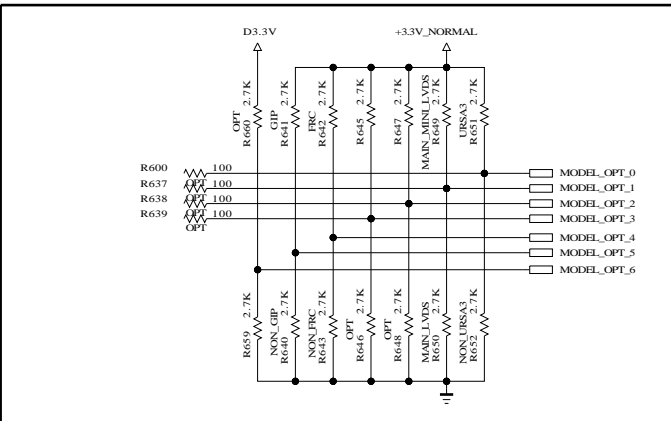 D3.3V
+3.3V_NORMAL
OPT
R660
2.7K
GIP
R641
2.7K
FRC
R642
2.7K
R645
2.7K
R647
2.7K
MAIN_MINI_LVDS
R649
2.7K
URSA3
R651
2.7K
R600
100
OPT
MODEL_OPT_0
R637
100
OPT
MODEL_OPT_1
R638
100
OPT
MODEL_OPT_2
R639
100
OPT
MODEL_OPT_3
MODEL_OPT_4
MODEL_OPT_5
MODEL_OPT_6
R659
2.7K
NON_GIP
R640
2.7K
NON_FRC
R643
2.7K
OPT
R646
2.7K
OPT
R648
2.7K
MAIN_LVDS
R650
2.7K
NON_URSA3
R652
2.7K